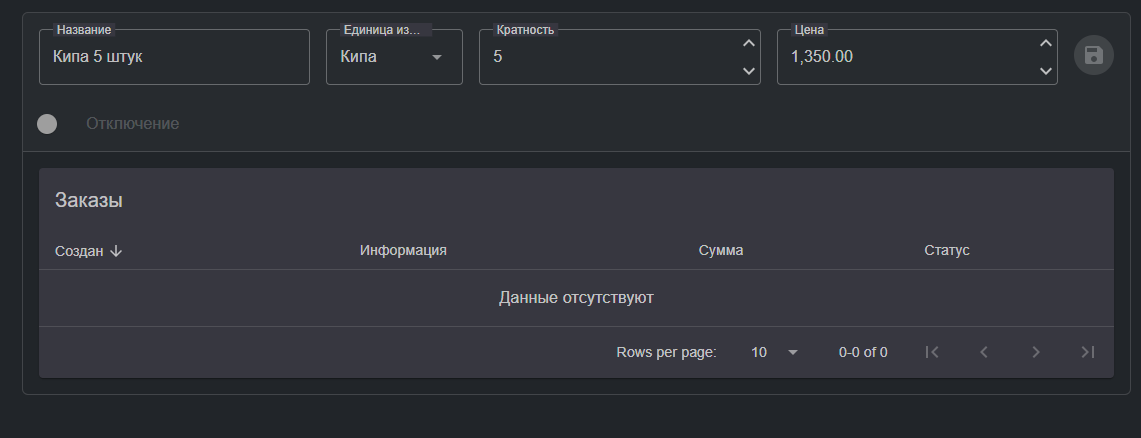 Название
Единица из...
Кратность
Цена
Кипа 5 штук
Кипа
5
1,350.00
Отключение
Заказы
Создан
Информация
Сумма
Статус
Данные отсутствуют
Rows per page:
10
0-0 of 0